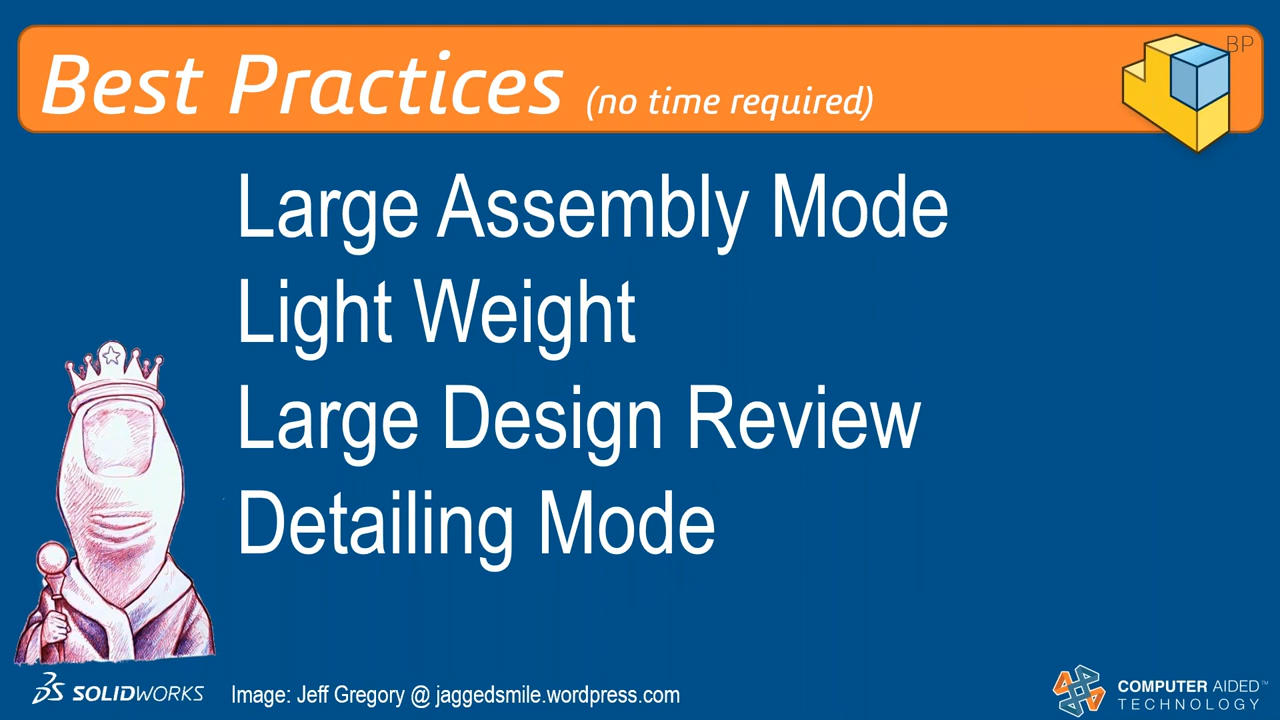 Best Practices (no time required)
BP
Large Assembly Mode
Light Weight
Large Design Review
Detailing Mode
SOLIDWORKS
Image: Jeff Gregory @ jaggedsmile.wordpress.com
COMPUTER AIDED™
TECHNOLOGY